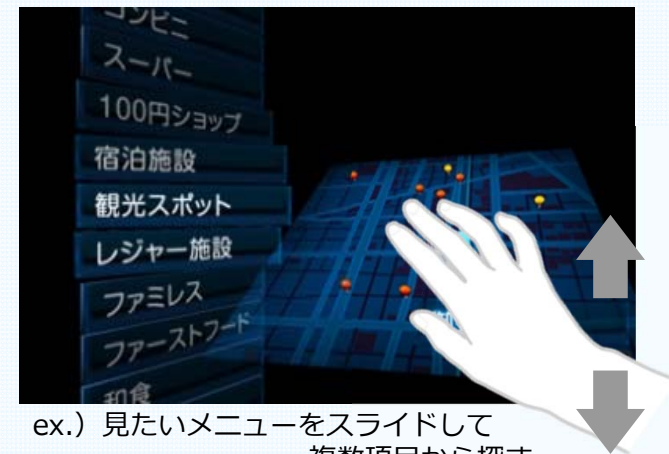 コンビニ
スーパー
100円ショップ
宿泊施設
観光スポット
レジャー施設
ファミレス
ファーストフード
和食
ex.）見たいメニューをスライドして
複数項目から探す